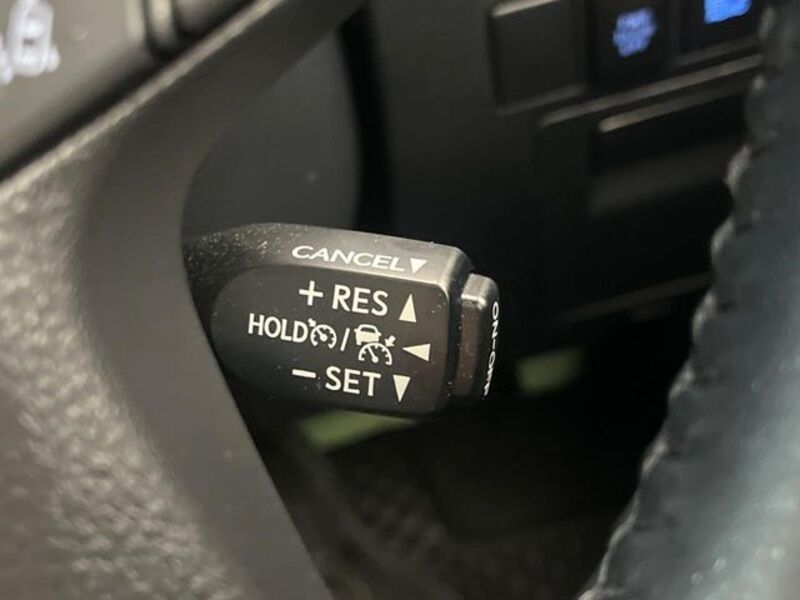 CANCEL▼
+ RES ▲
HOLD / ◀
− SET ▼
ON-OFF